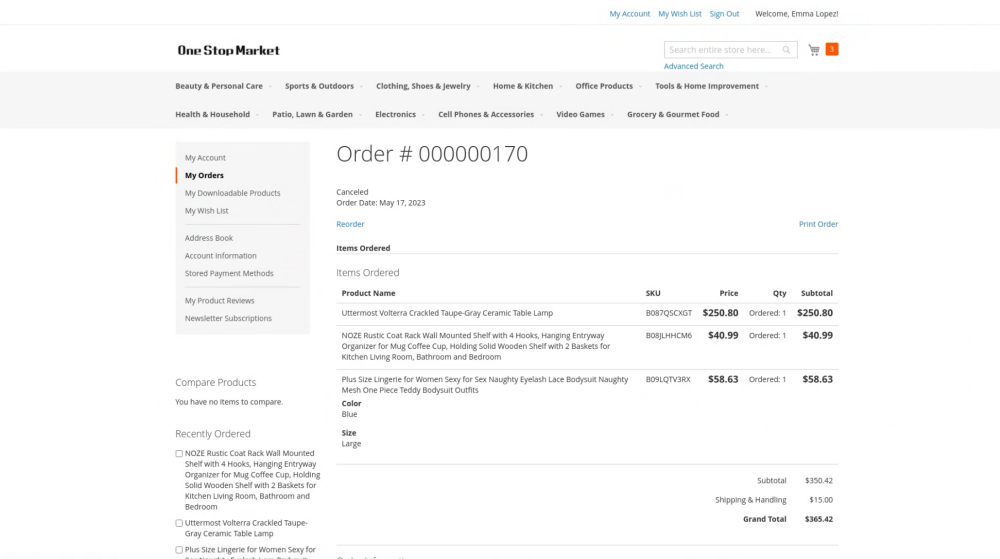 My Account My Wish List Sign Out Welcome, Emma Lopez!
One Stop Market
Search entire store here...
3
Advanced Search
Beauty & Personal Care Sports & Outdoors Clothing, Shoes & Jewelry Home & Kitchen Office Products Tools & Home Improvement
Health & Household Patio, Lawn & Garden Electronics Cell Phones & Accessories Video Games Grocery & Gourmet Food
My Account
My Orders
My Downloadable Products
My Wish List
Address Book
Account Information
Stored Payment Methods
My Product Reviews
Newsletter Subscriptions
Compare Products
You have no items to compare.
Recently Ordered
NOZE Rustic Coat Rack Wall Mounted
Shelf with 4 Hooks, Hanging Entryway
Organizer for Mug Coffee Cup, Holding
Solid Wooden Shelf with 2 Baskets for
Kitchen Living Room, Bathroom and
Bedroom
Uttermost Volterra Crackled Taupe-
Gray Ceramic Table Lamp
Plus Size Lingerie for Women Sexy for
Order # 000000170
Canceled
Order Date: May 17, 2023
Reorder Print Order
Items Ordered
Items Ordered
Product Name SKU Price Qty Subtotal
Uttermost Volterra Crackled Taupe-Gray Ceramic Table Lamp B087QSCXGT $250.80 Ordered: 1 $250.80
NOZE Rustic Coat Rack Wall Mounted Shelf with 4 Hooks, Hanging Entryway B08JLHHCM6 $40.99 Ordered: 1 $40.99
Organizer for Mug Coffee Cup, Holding Solid Wooden Shelf with 2 Baskets for
Kitchen Living Room, Bathroom and Bedroom
Plus Size Lingerie for Women Sexy for Sex Naughty Eyelash Lace Bodysuit Naughty B09LQTV3RX $58.63 Ordered: 1 $58.63
Mesh One Piece Teddy Bodysuit Outfits
Color
Blue
Size
Large
Subtotal $350.42
Shipping & Handling $15.00
Grand Total $365.42